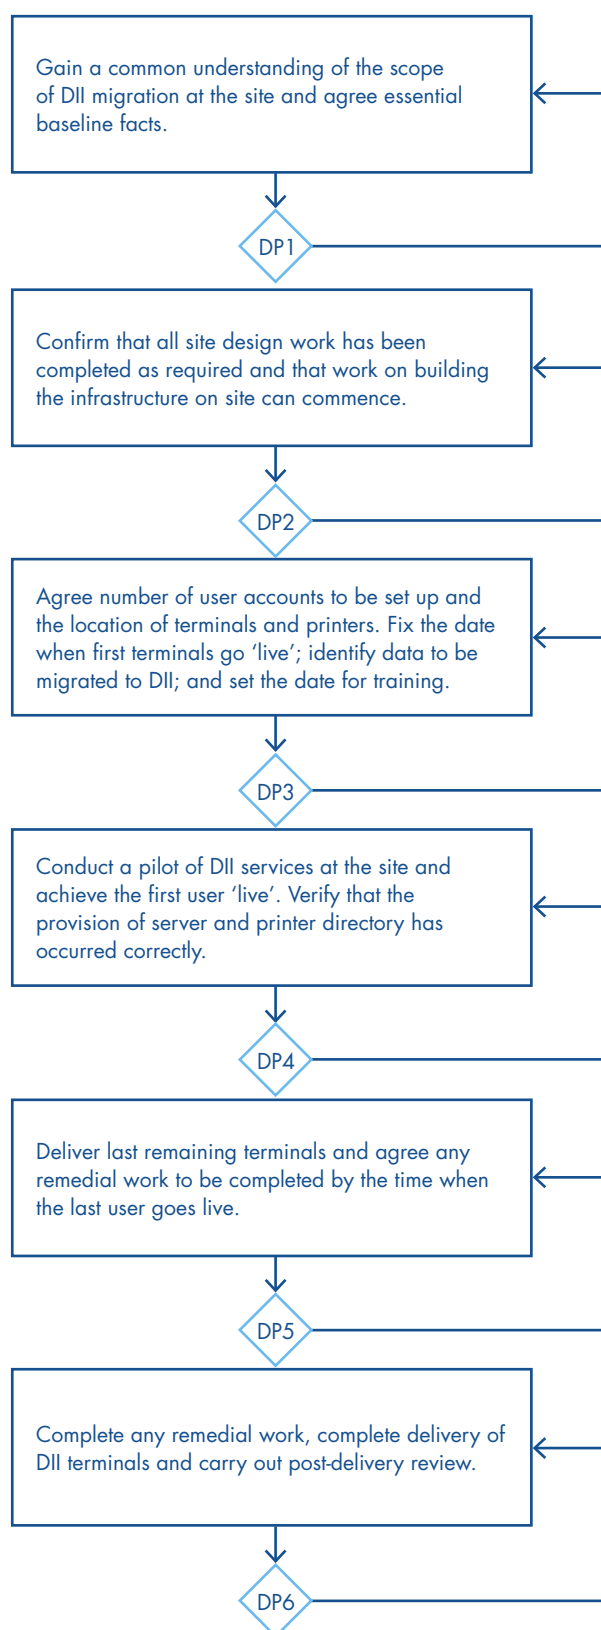 Gain a common understanding of the scope
of DII migration at the site and agree essential
baseline facts.
DP1
Confirm that all site design work has been
completed as required and that work on building
the infrastructure on site can commence.
DP2
Agree number of user accounts to be set up and
the location of terminals and printers. Fix the date
when first terminals go ‘live’; identify data to be
migrated to DII; and set the date for training.
DP3
Conduct a pilot of DII services at the site and
achieve the first user ‘live’. Verify that the
provision of server and printer directory has
occurred correctly.
DP4
Deliver last remaining terminals and agree any
remedial work to be completed by the time when
the last user goes live.
DP5
Complete any remedial work, complete delivery of
DII terminals and carry out post-delivery review.
DP6